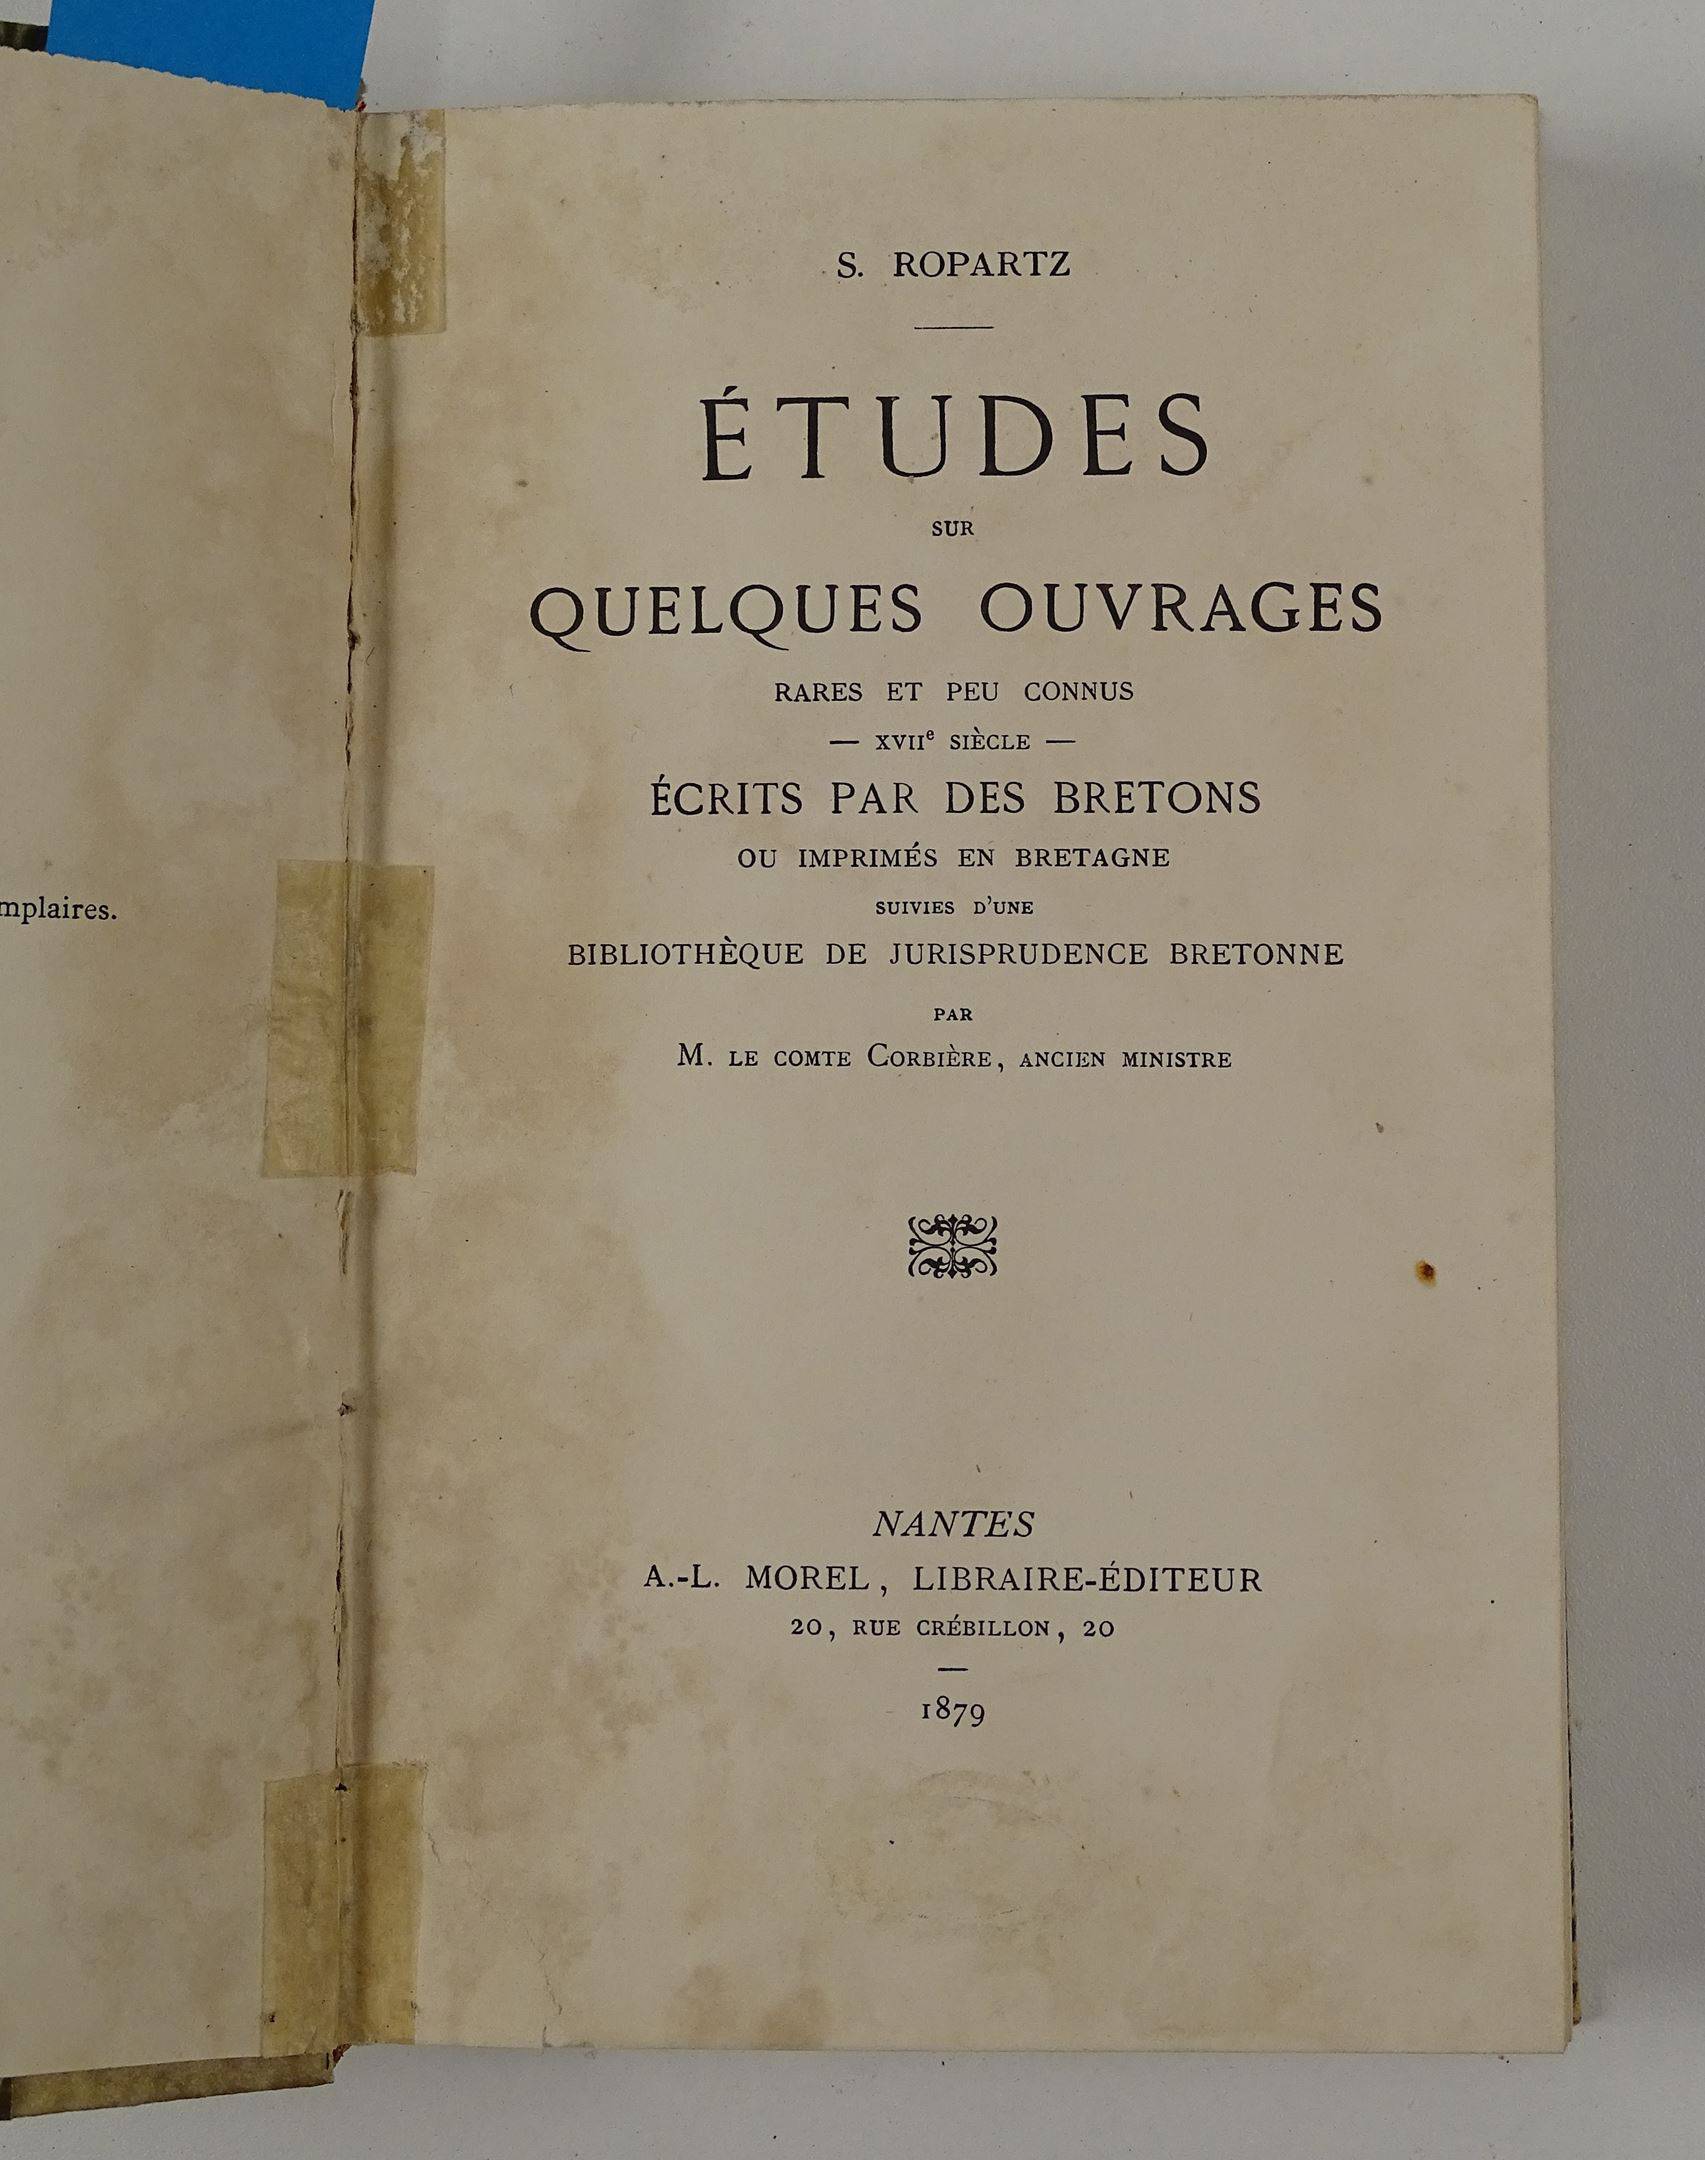 mplaires.
S. ROPARTZ
ÉTUDES
SUR
QUELQUES OUVRAGES
RARES ET PEU CONNUS
— XVIIe SIÈCLE —
ÉCRITS PAR DES BRETONS
OU IMPRIMÉS EN BRETAGNE
SUIVIES D'UNE
BIBLIOTHÈQUE DE JURISPRUDENCE BRETONNE
PAR
M. LE COMTE CORBIÈRE, ANCIEN MINISTRE
NANTES
A.-L. MOREL, LIBRAIRE-ÉDITEUR
20, RUE CRÉBILLON, 20
1879